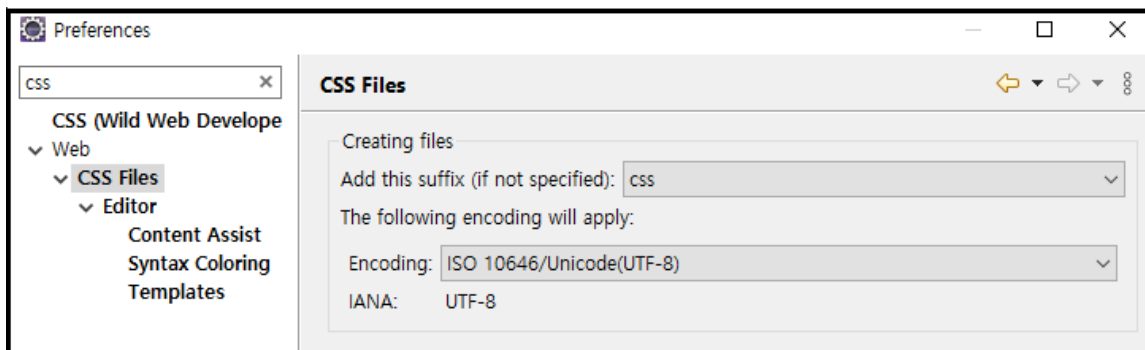 Preferences
css
CSS Files
CSS (Wild Web Develope
Web
CSS Files
Editor
Content Assist
Syntax Coloring
Templates
Creating files
Add this suffix (if not specified): css
The following encoding will apply:
Encoding: ISO 10646/Unicode(UTF-8)
IANA: UTF-8